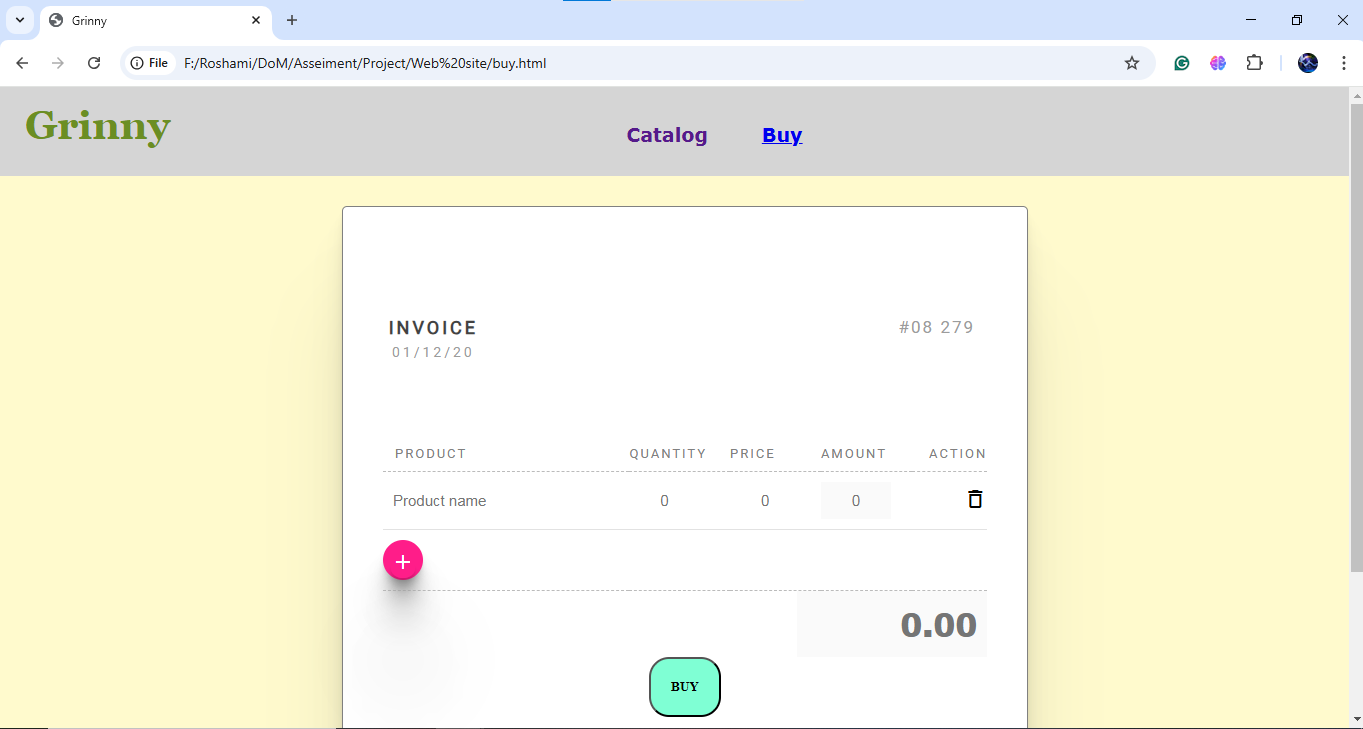 Grinny
File F:/Roshami/DoM/Asseiment/Project/Web%20site/buy.html
Grinny
Catalog Buy
INVOICE #08 279
01/12/20
PRODUCT QUANTITY PRICE AMOUNT ACTION
Product name 0 0 0
+
0.00
BUY